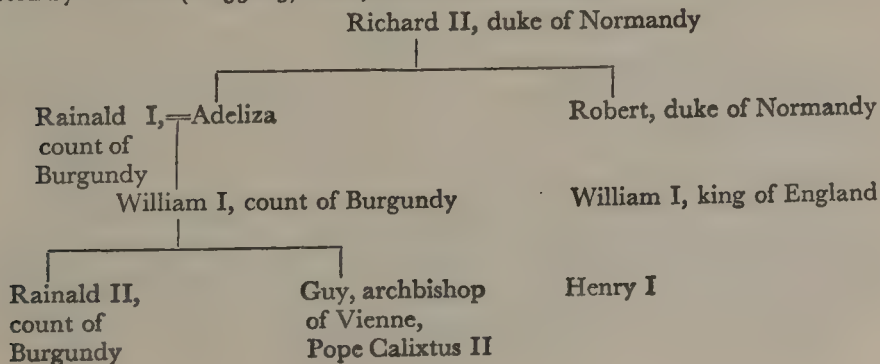 Richard II, duke of Normandy
Rainald I,=Adeliza
count of
Burgundy
Robert, duke of Normandy
William I, count of Burgundy
William I, king of England
Rainald II,
count of
Burgundy
Guy, archbishop
of Vienne,
Pope Calixtus II
Henry I